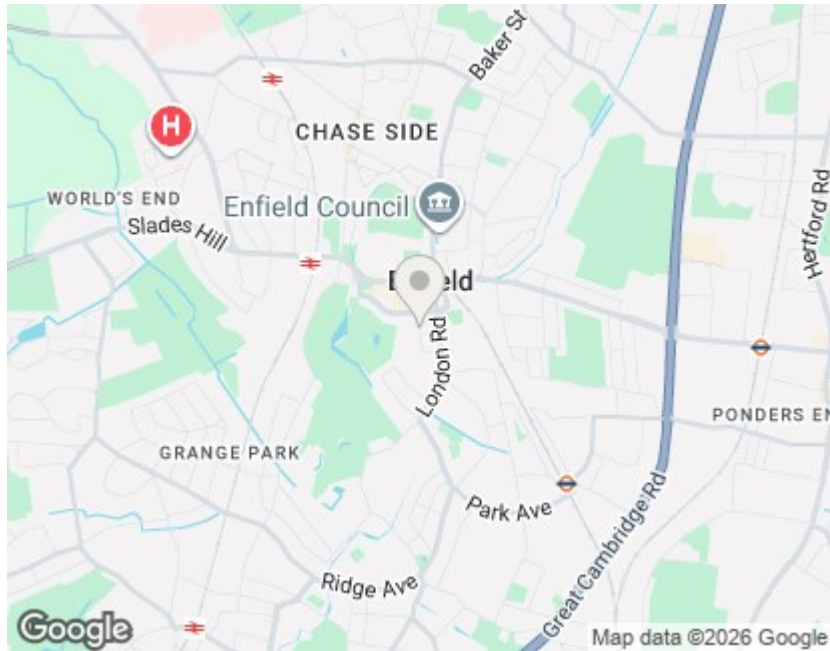 Baker St
CHASE SIDE
H
WORLD'S END
Enfield Council
Slades Hill
Hertford Rd
London Rd
PONDERS EN
GRANGE PARK
Park Ave
Great Cambridge Rd
Ridge Ave
Google
Map data ©2026 Google